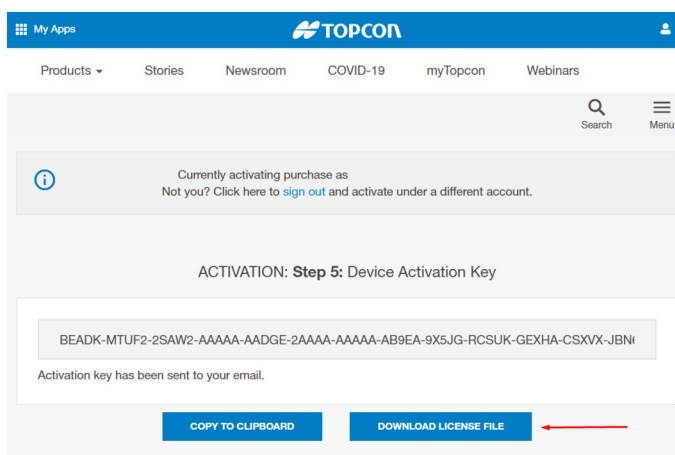 My Apps
TOPCON
Products
Stories
Newsroom
COVID-19
myTopcon
Webinars
Search
Menu
Currently activating purchase as
Not you? Click here to sign out and activate under a different account.
ACTIVATION: Step 5: Device Activation Key
BEADK-MTUF2-2SAW2-AAAAA-AADGE-2AAAA-AAAAA-AB9EA-9X5JG-RCSUK-GEXHA-CSXVX-JBN
Activation key has been sent to your email.
COPY TO CLIPBOARD
DOWNLOAD LICENSE FILE